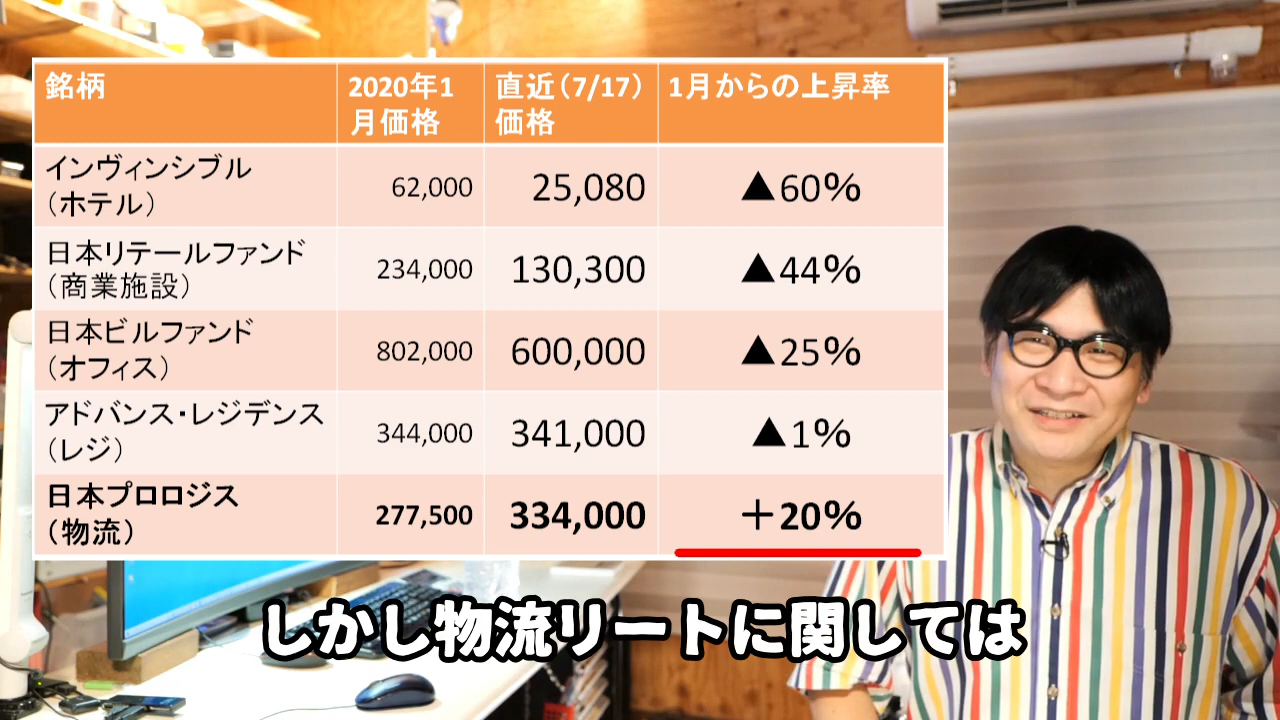 銘柄
2020年1
月価格
直近（7/17）
価格
1月からの上昇率
インヴィンシブル
（ホテル）
62,000
25,080
▲60%
日本リテールファンド
（商業施設）
234,000
130,300
▲44%
日本ビルファンド
（オフィス）
802,000
600,000
▲25%
アドバンス・レジデンス
（レジ）
344,000
341,000
▲1%
日本プロロジス
（物流）
277,500
334,000
＋20%
しかし物流リートに関しては